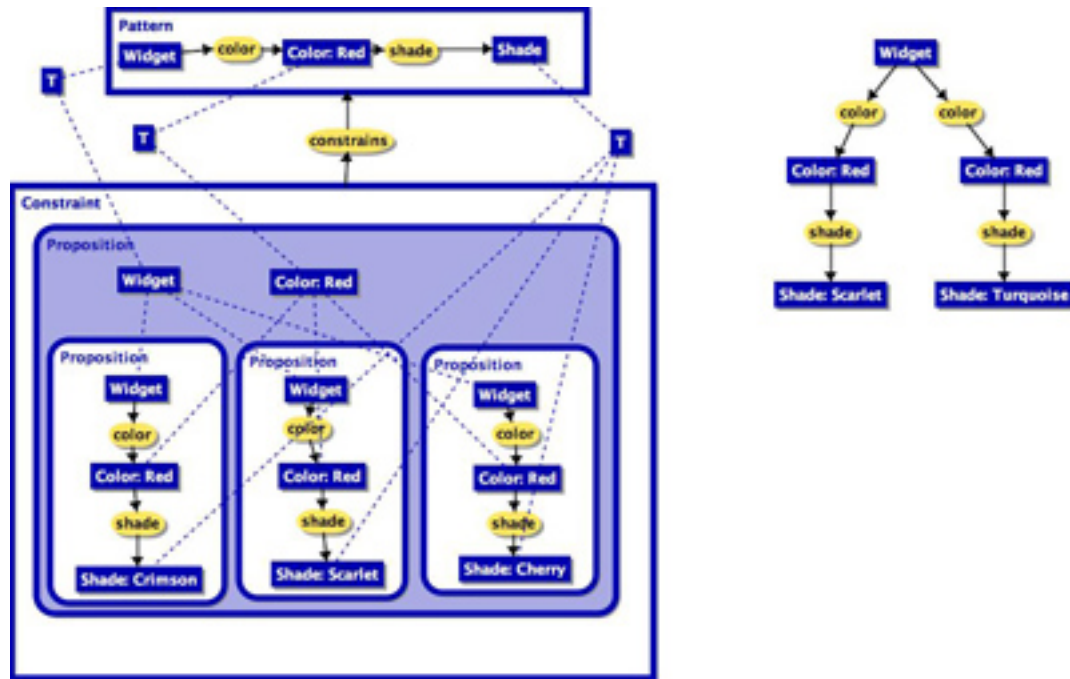 Pattern
Widget color Color: Red shade Shade
T
T
T
constrains
Constraint
Proposition
Widget Color: Red
Proposition
Widget
color
Color: Red
shade
Shade: Crimson
Proposition
Widget
color
Color: Red
shade
Shade: Scarlet
Proposition
Widget
color
Color: Red
shade
Shade: Cherry
Widget
color color
Color: Red Color: Red
shade shade
Shade: Scarlet Shade: Turquoise